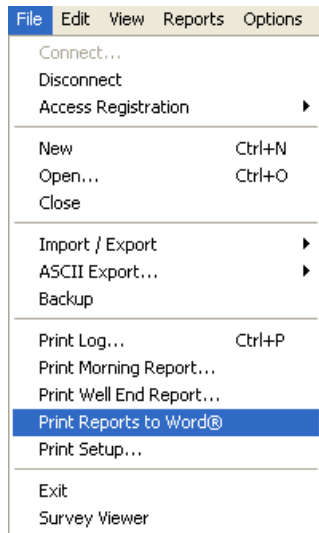 File Edit View Reports Options
Connect...
Disconnect
Access Registration
New Ctrl+N
Open... Ctrl+O
Close
Import / Export
ASCII Export...
Backup
Print Log... Ctrl+P
Print Morning Report...
Print Well End Report...
Print Reports to Word®
Print Setup...
Exit
Survey Viewer